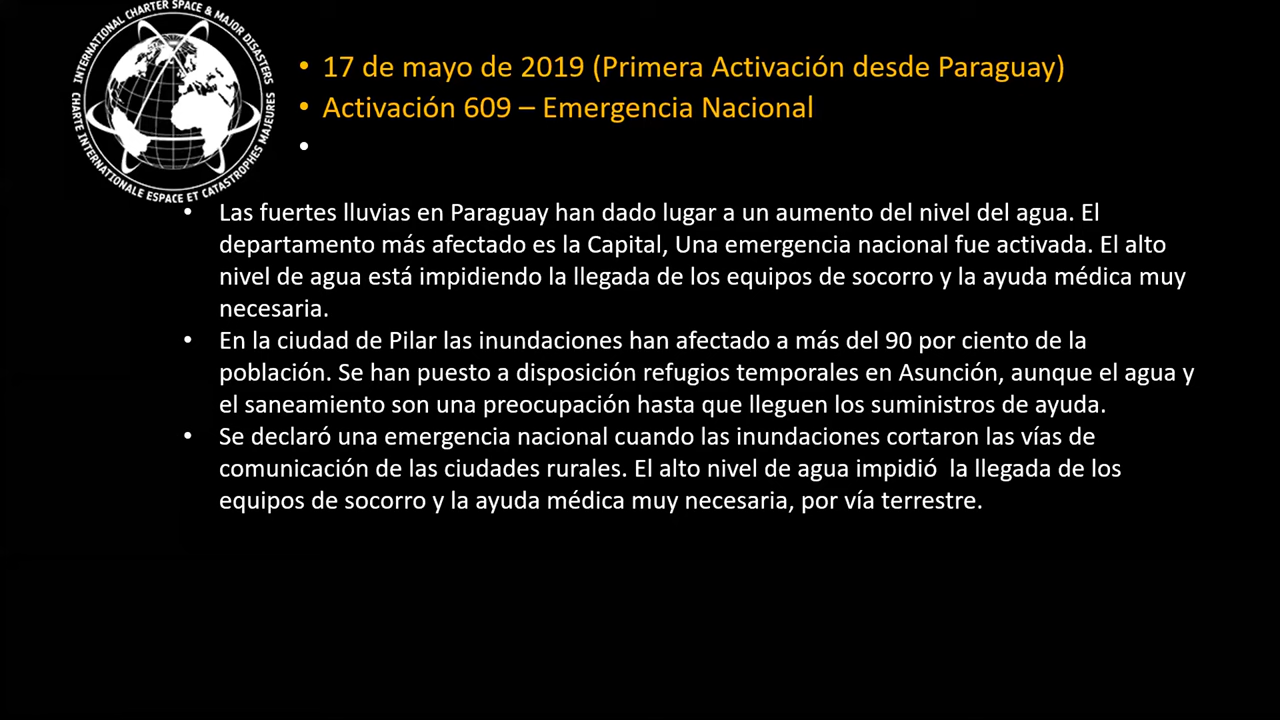 INTERNATIONAL CHARTER SPACE & MAJOR DISASTERS
CHARTE INTERNATIONALE ESPACE ET CATASTROPHES MAJEURES
• 17 de mayo de 2019 (Primera Activación desde Paraguay)
• Activación 609 – Emergencia Nacional
•
• Las fuertes lluvias en Paraguay han dado lugar a un aumento del nivel del agua. El
departamento más afectado es la Capital, Una emergencia nacional fue activada. El alto
nivel de agua está impidiendo la llegada de los equipos de socorro y la ayuda médica muy
necesaria.
• En la ciudad de Pilar las inundaciones han afectado a más del 90 por ciento de la
población. Se han puesto a disposición refugios temporales en Asunción, aunque el agua y
el saneamiento son una preocupación hasta que lleguen los suministros de ayuda.
• Se declaró una emergencia nacional cuando las inundaciones cortaron las vías de
comunicación de las ciudades rurales. El alto nivel de agua impidió  la llegada de los
equipos de socorro y la ayuda médica muy necesaria, por vía terrestre.